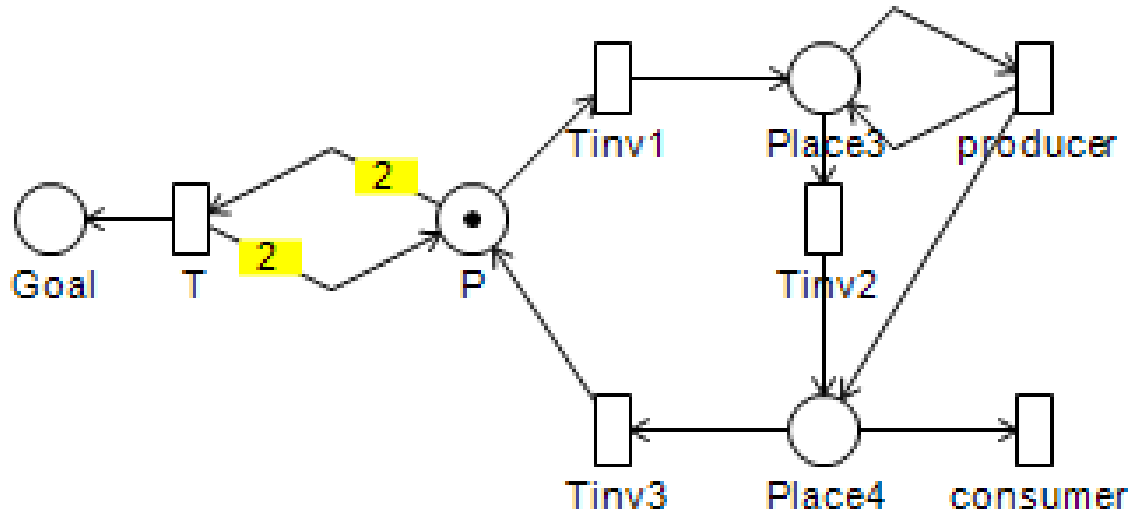 Tinv1
Place3
producer
2
2
Goal
T
P
Tinv2
Tinv3
Place4
consumer